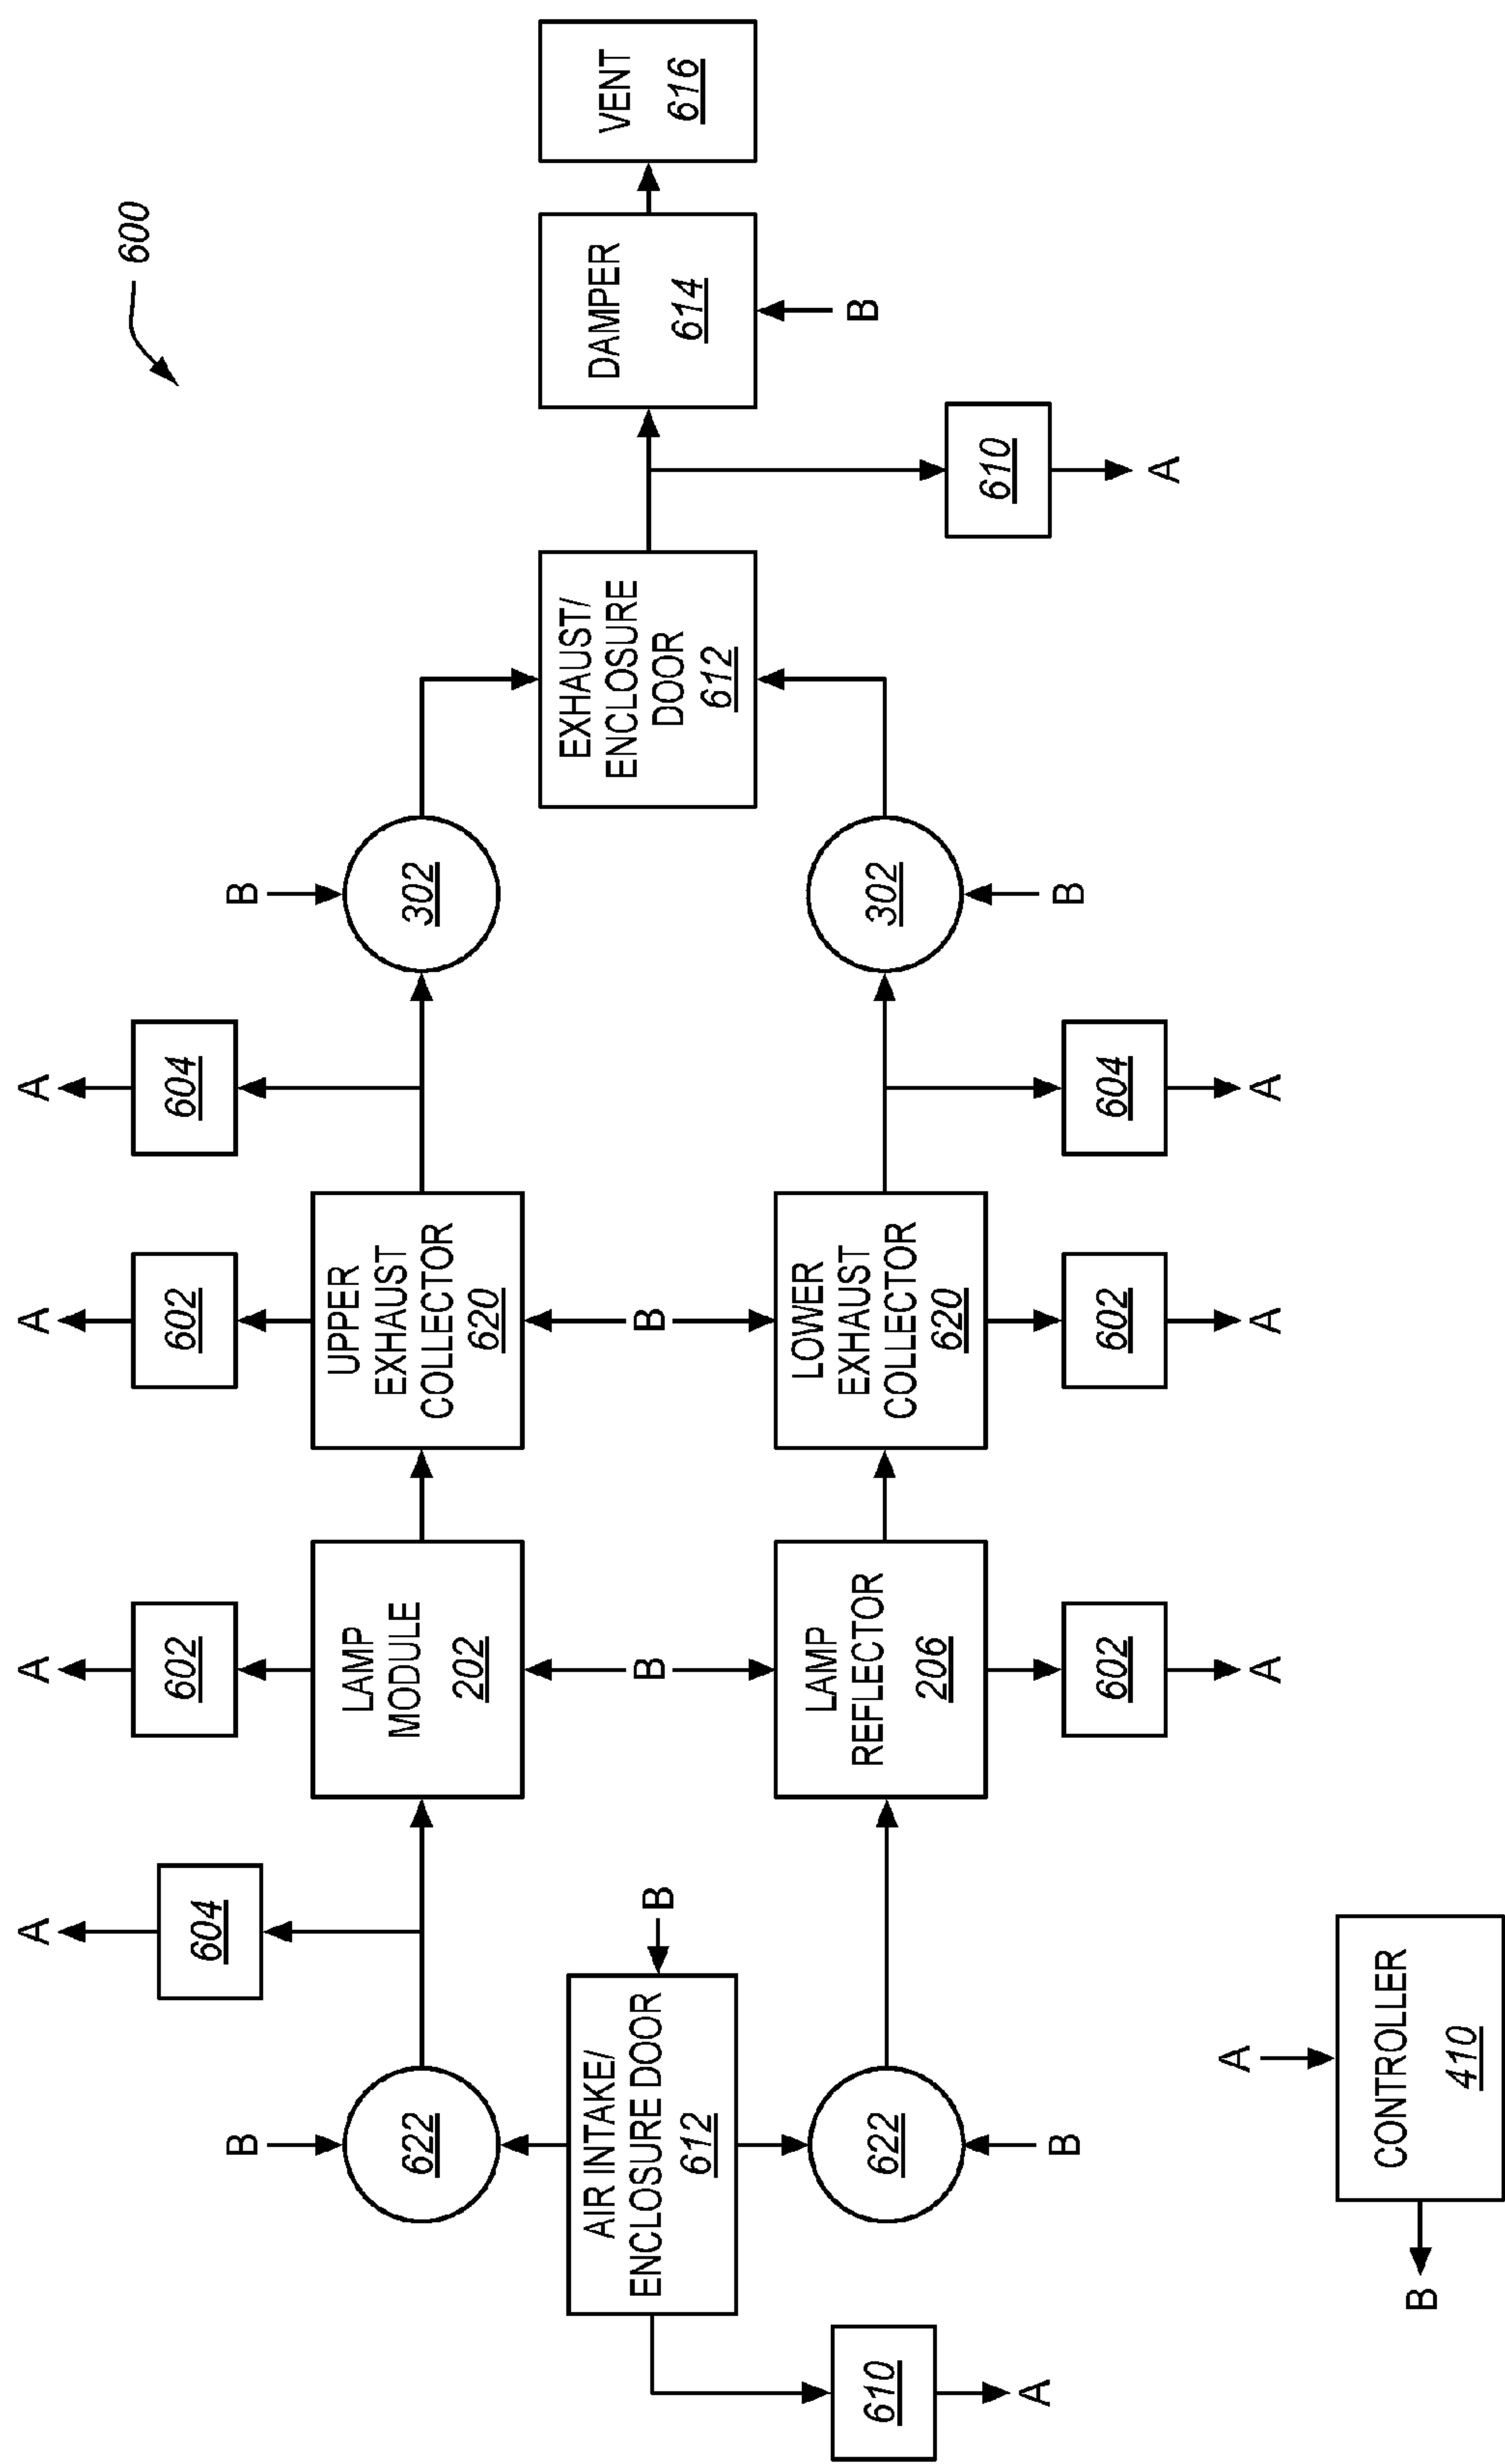 600
A
A
A
A
604
602
602
604
B
B
622
LAMP
MODULE
202
UPPER
EXHAUST
COLLECTOR
620
302
AIR INTAKE/
ENCLOSURE DOOR
612
B
B
B
EXHAUST/
ENCLOSURE
DOOR
612
DAMPER
614
VENT
616
610
A
622
B
LAMP
REFLECTOR
206
LOWER
EXHAUST
COLLECTOR
620
302
B
B
610
A
602
602
604
A
A
A
A
CONTROLLER
410
B